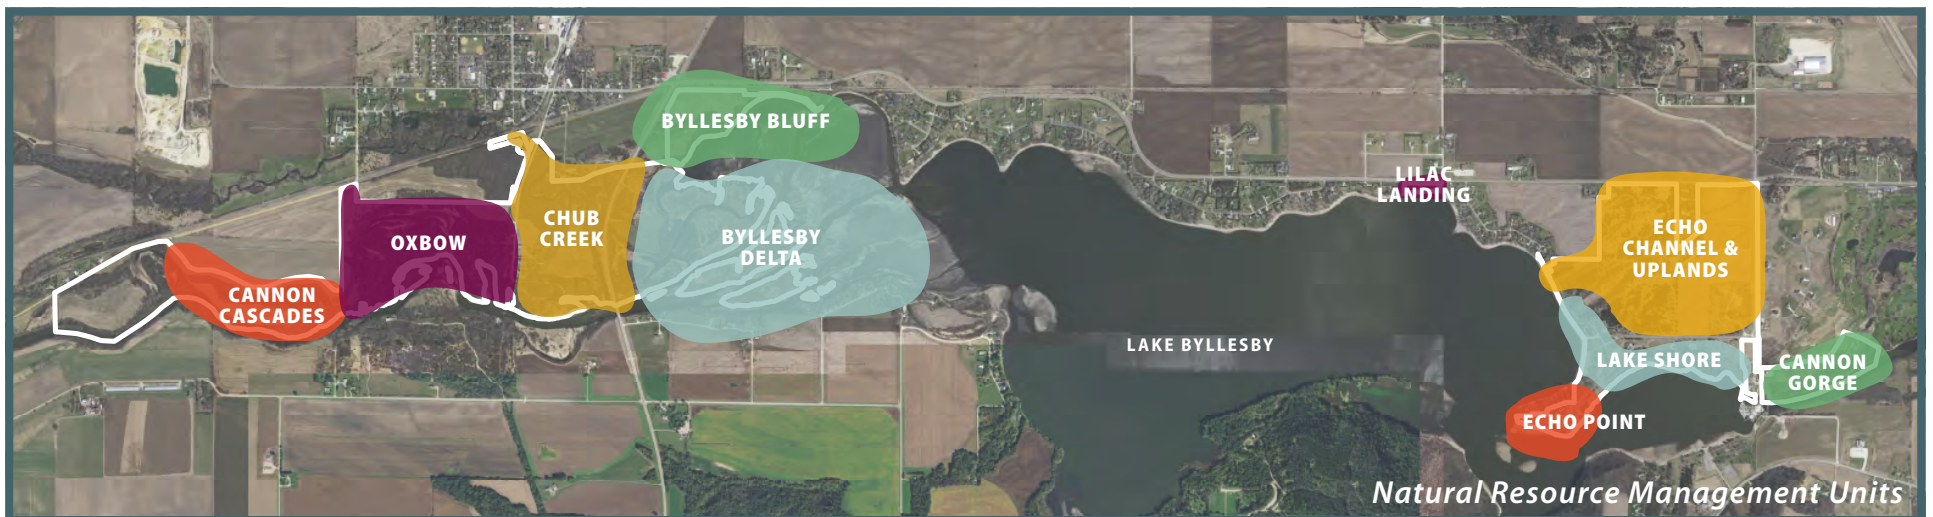 BYLLESBY BLUFF
LILAC
LANDING
CHUB
CREEK
OXBOW
BYLLESBY
DELTA
ECHO
CHANNEL &
UPLANDS
CANNON
CASCADES
LAKE BYLLESBY
LAKE SHORE
CANNON
GORGE
ECHO POINT
Natural Resource Management Units